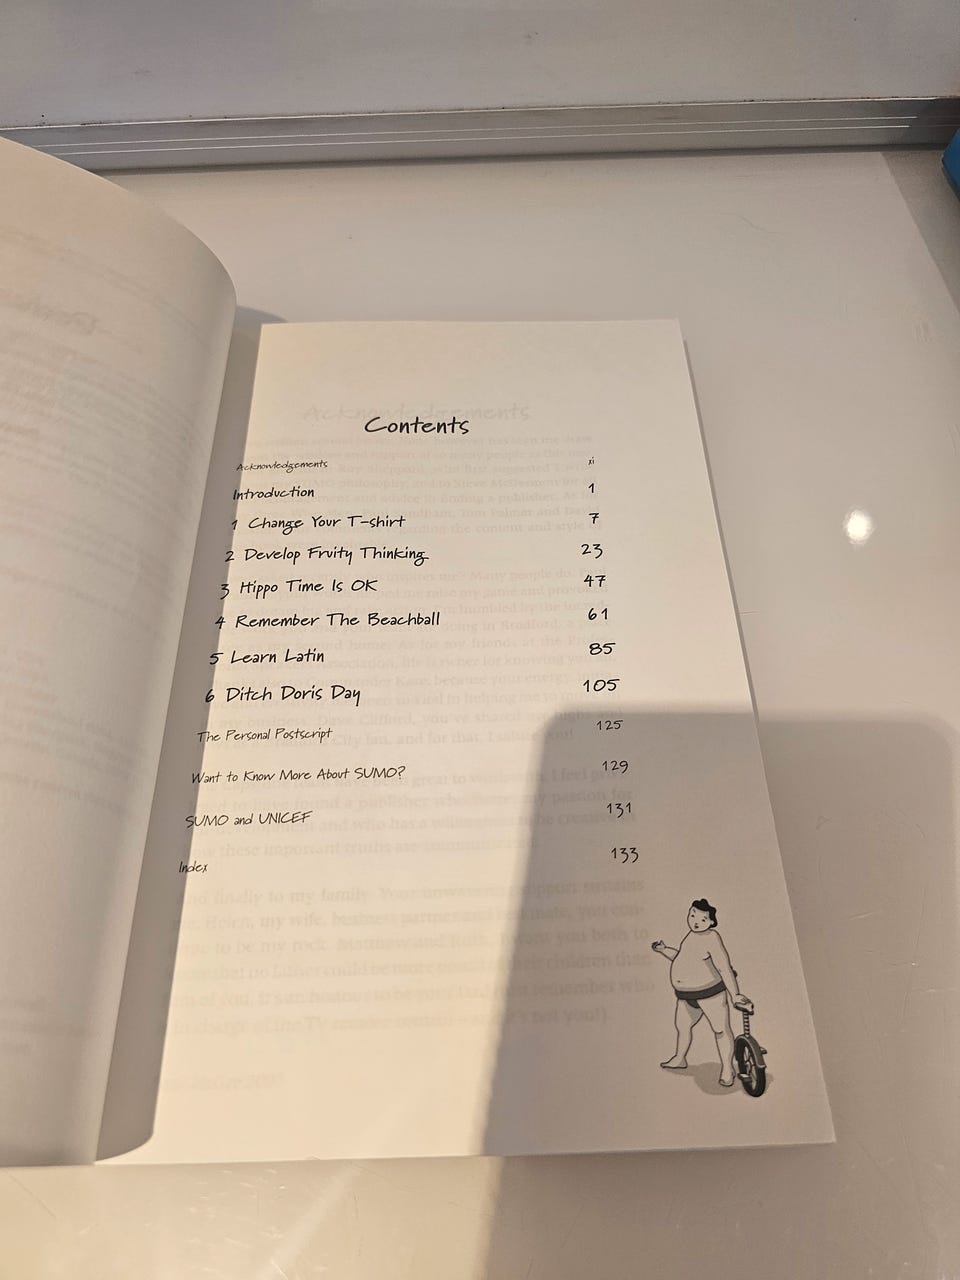 Contents
Acknowledgements xi
Introduction 1
1 Change Your T-shirt 7
2 Develop Fruity Thinking 23
3 Hippo Time Is OK 47
4 Remember The Beachball 61
5 Learn Latin 85
6 Ditch Doris Day 105
The Personal Postscript 125
Want to Know More About SUMO? 129
SUMO and UNICEF 131
Index 133